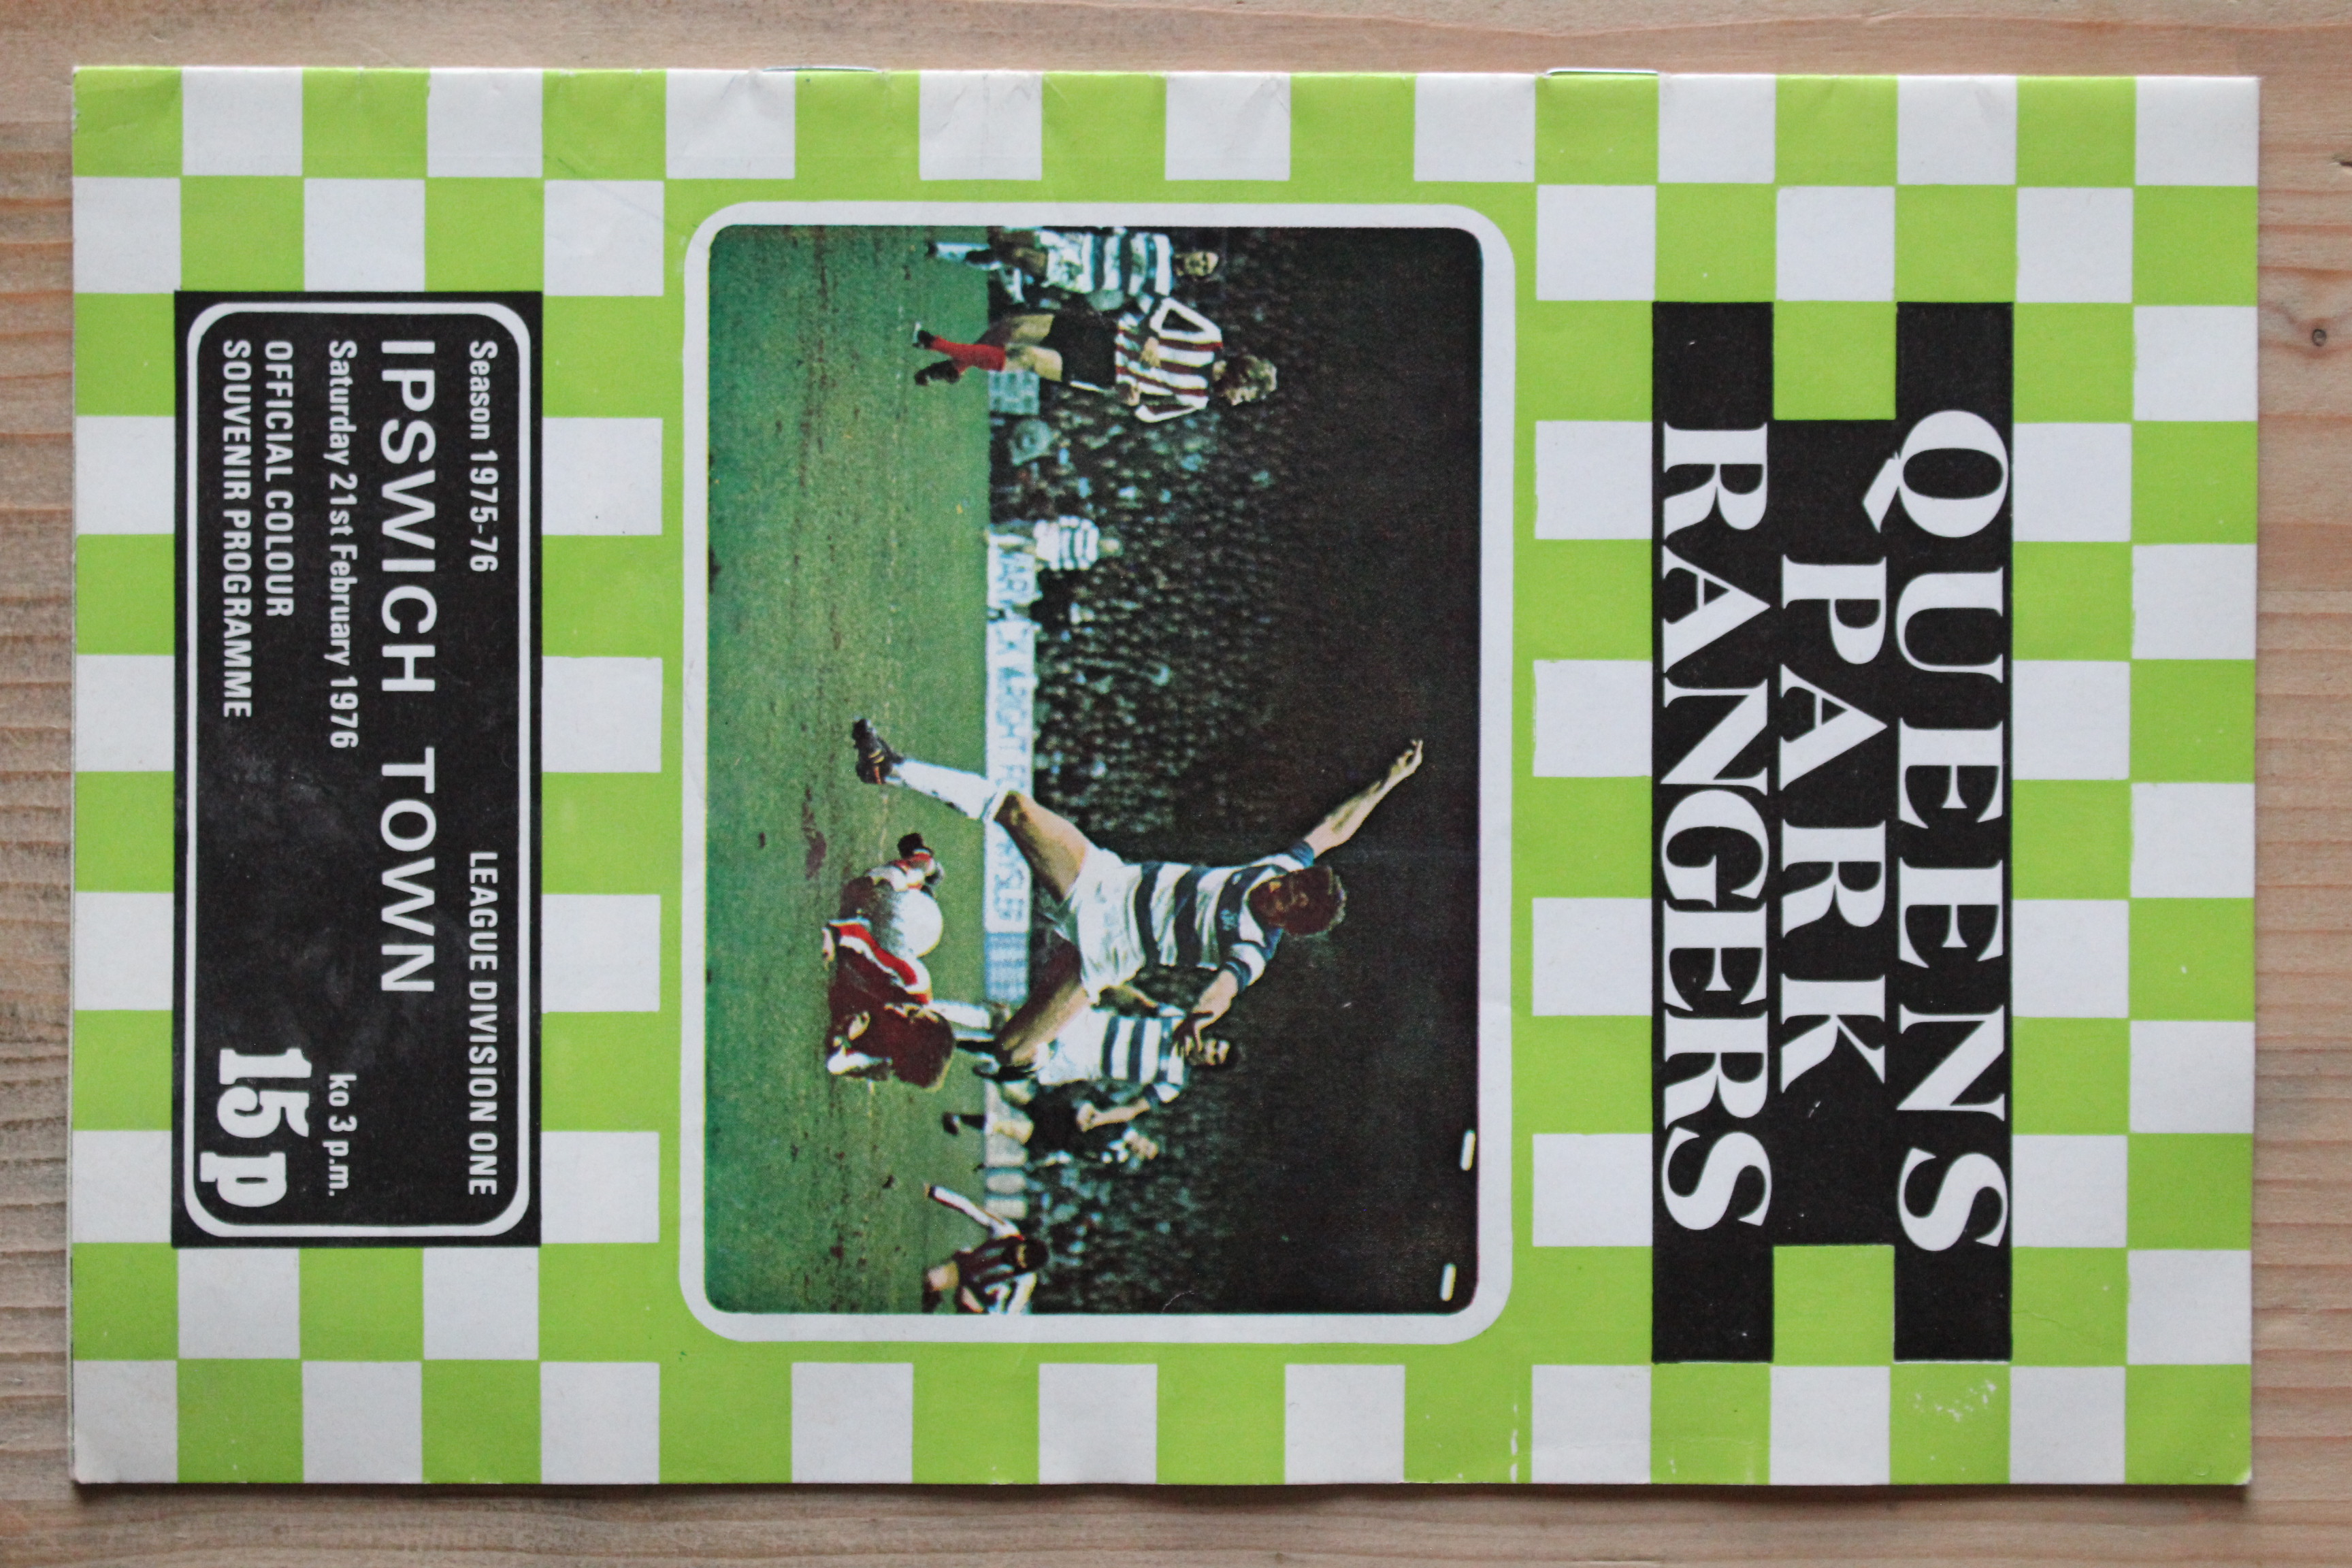 QUEENS
PARK
RANGERS
Season 1975-76 LEAGUE DIVISION ONE
IPSWICH TOWN
Saturday 21st February 1976 ko 3 p.m.
OFFICIAL COLOUR
SOUVENIR PROGRAMME
15p